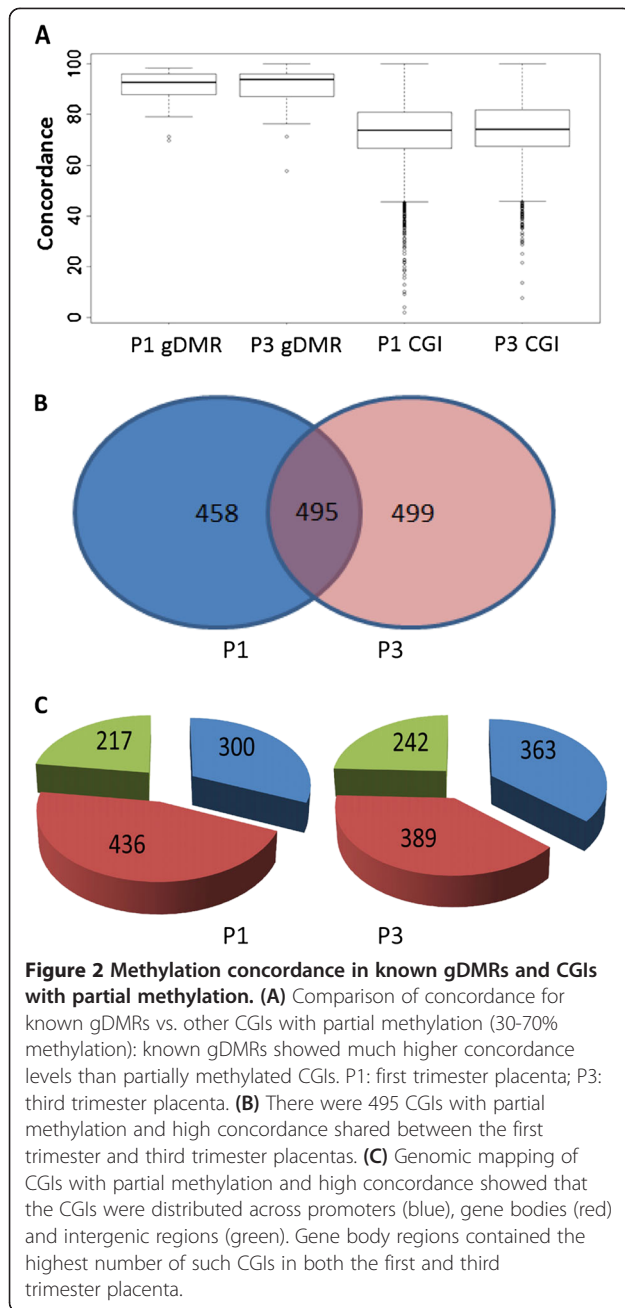 A
Concordance
100
80
60
40
20
0
P1 gDMR P3 gDMR P1 CGI P3 CGI
B
458 495 499
P1 P3
C
217 300 242 363
436 389
P1 P3
Figure 2 Methylation concordance in known gDMRs and CGIs
with partial methylation. (A) Comparison of concordance for
known gDMRs vs. other CGIs with partial methylation (30-70%
methylation): known gDMRs showed much higher concordance
levels than partially methylated CGIs. P1: first trimester placenta; P3:
third trimester placenta. (B) There were 495 CGIs with partial
methylation and high concordance shared between the first
trimester and third trimester placentas. (C) Genomic mapping of
CGIs with partial methylation and high concordance showed that
the CGIs were distributed across promoters (blue), gene bodies (red)
and intergenic regions (green). Gene body regions contained the
highest number of such CGIs in both the first and third
trimester placenta.